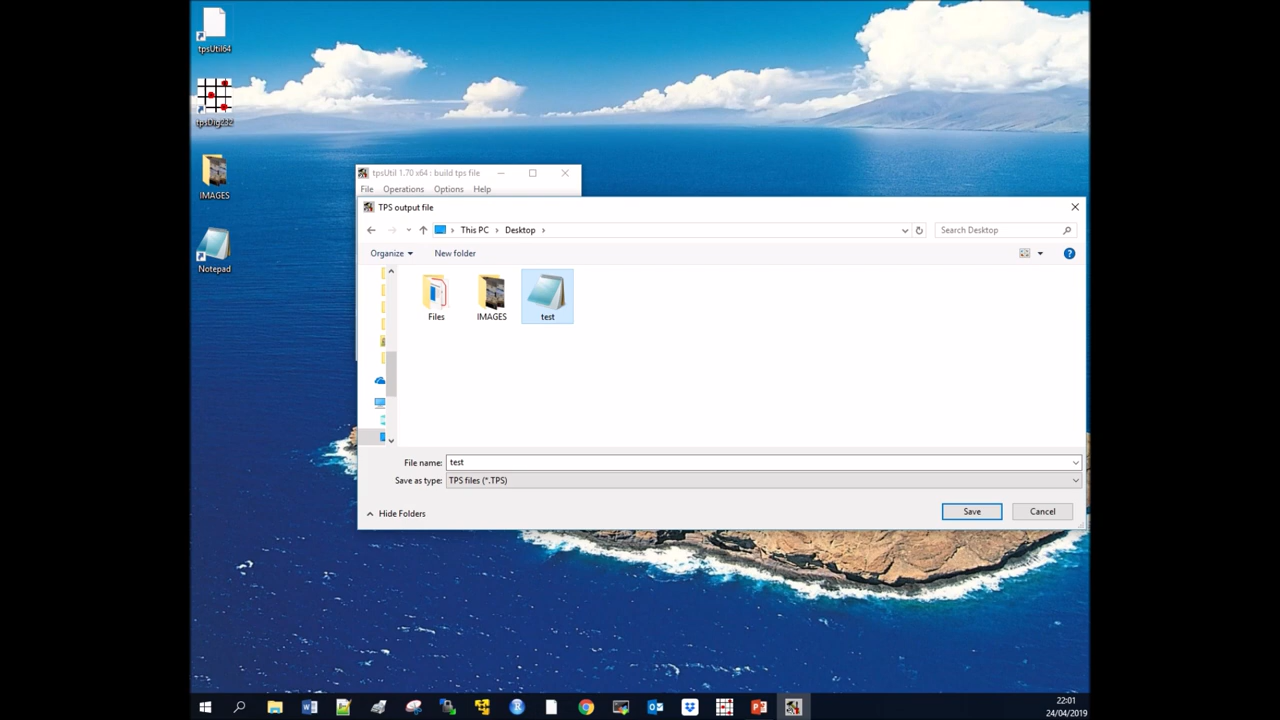 tpsUtil64
tpsDig232
IMAGES
Notepad
tpsUtil 1.70 x64 : build tps file
File Operations Options Help
TPS output file
This PC > Desktop >
Search Desktop
Organize
New folder
Files
IMAGES
test
File name: test
Save as type: TPS files (*.TPS)
Hide Folders
Save
Cancel
22:01
24/04/2019